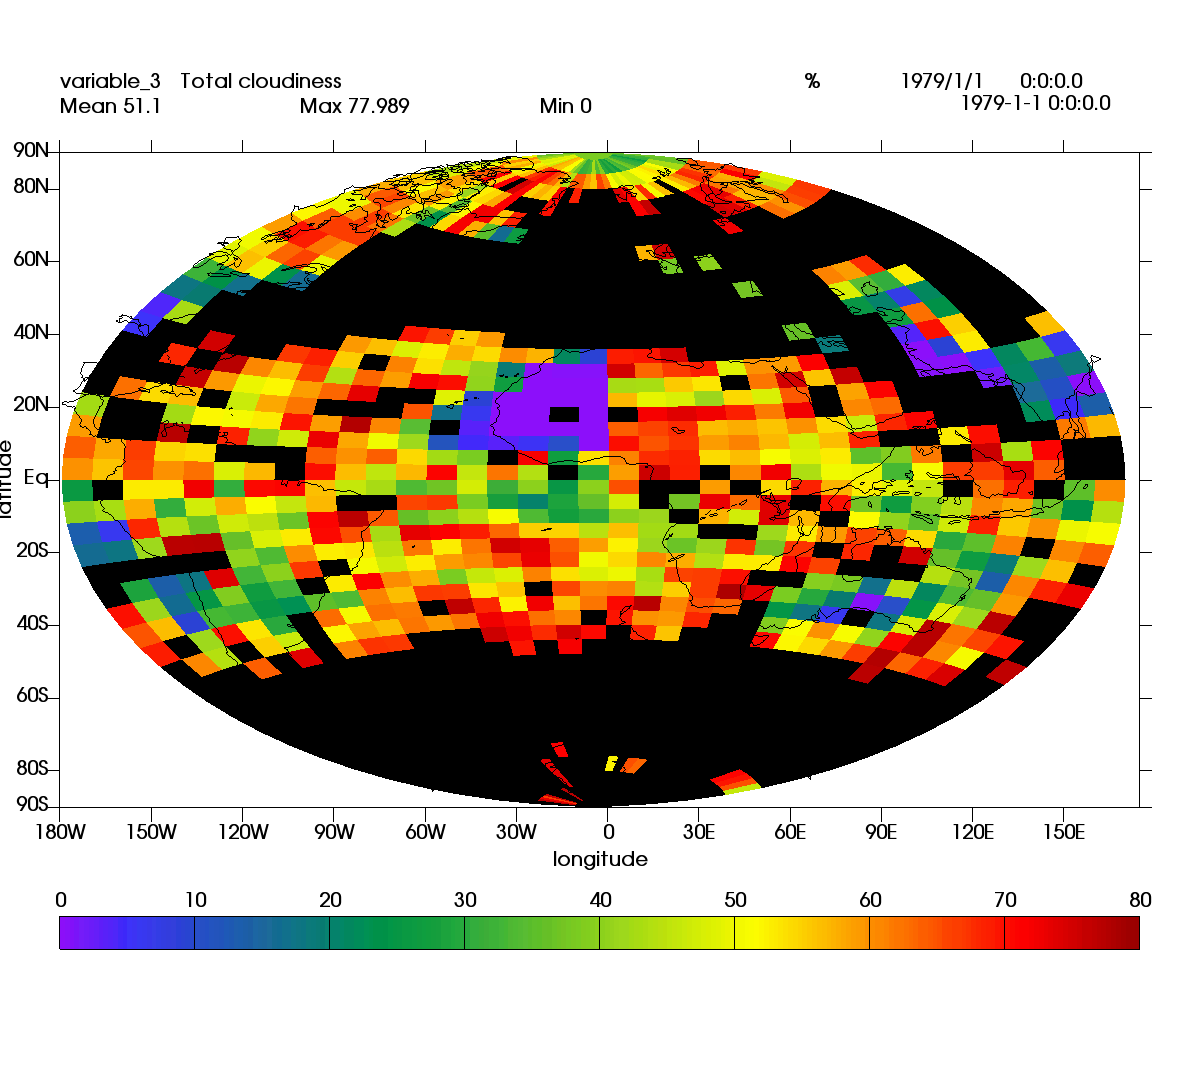 variable_3 Total cloudiness % 1979/1/1 0:0:0.0
Mean 51.1 Max 77.989 Min 0 1979-1-1 0:0:0.0
90N
80N
60N
40N
20N
Eq
20S
40S
60S
80S
90S
latitude
180W 150W 120W 90W 60W 30W 0 30E 60E 90E 120E 150E
longitude
0 10 20 30 40 50 60 70 80